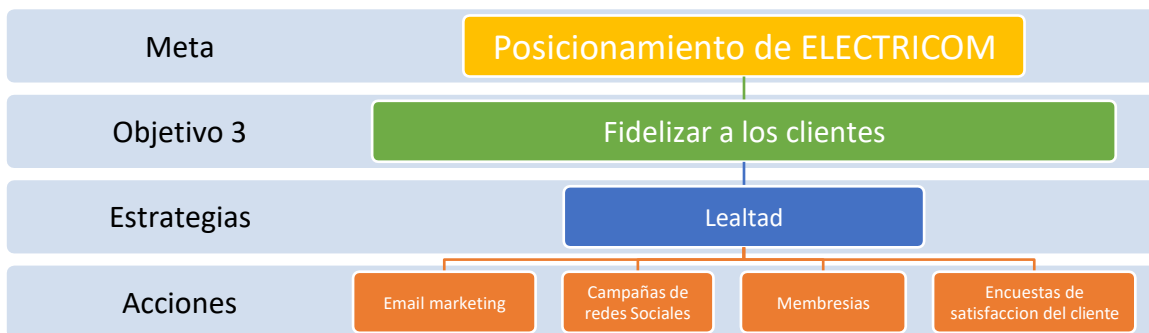 Meta
Posicionamiento de ELECTRICOM
Objetivo 3
Fidelizar a los clientes
Estrategias
Lealtad
Acciones
Email marketing
Campañas de
redes Sociales
Membresias
Encuestas de
satisfaccion del cliente